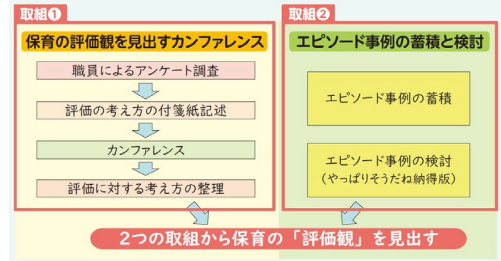 取組❶
保育の評価観を見出すカンファレンス
職員によるアンケート調査
評価の考え方の付箋紙記述
カンファレンス
評価に対する考え方の整理
取組❷
エピソード事例の蓄積と検討
エピソード事例の蓄積
エピソード事例の検討
(やっぱりそうだね納得版)
2つの取組から保育の「評価観」を見出す